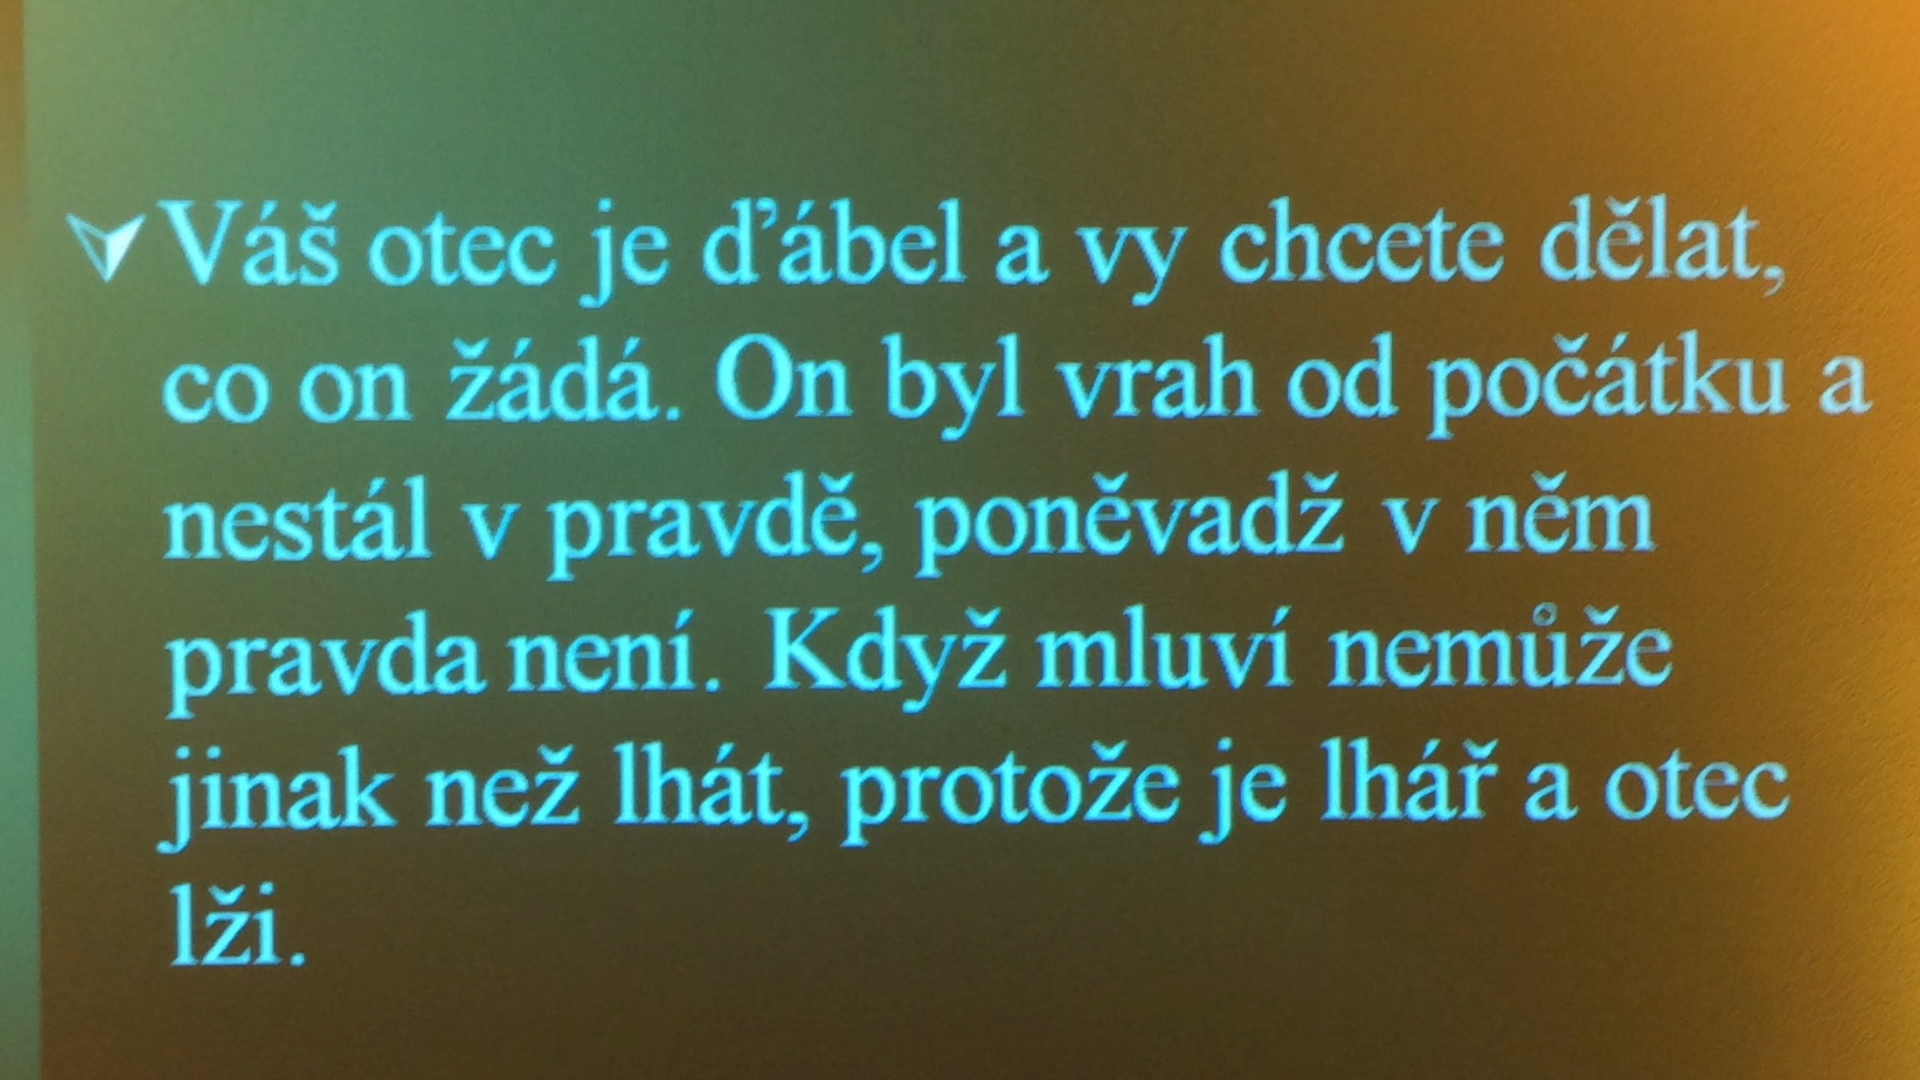 Váš otec je ďábel a vy chcete dělat,
co on žádá. On byl vrah od počátku a
nestál v pravdě, poněvadž v něm
pravda není. Když mluví nemůže
jinak než lhát, protože je lhář a otec
lži.